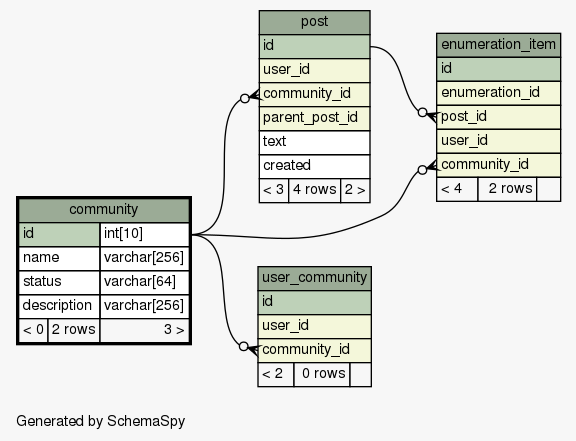 post
id
user_id
community_id
parent_post_id
text
created
< 3 4 rows 2 >
enumeration_item
id
enumeration_id
post_id
user_id
community_id
< 4 2 rows
community
id int[10]
name varchar[256]
status varchar[64]
description varchar[256]
< 0 2 rows 3 >
user_community
id
user_id
community_id
< 2 0 rows
Generated by SchemaSpy